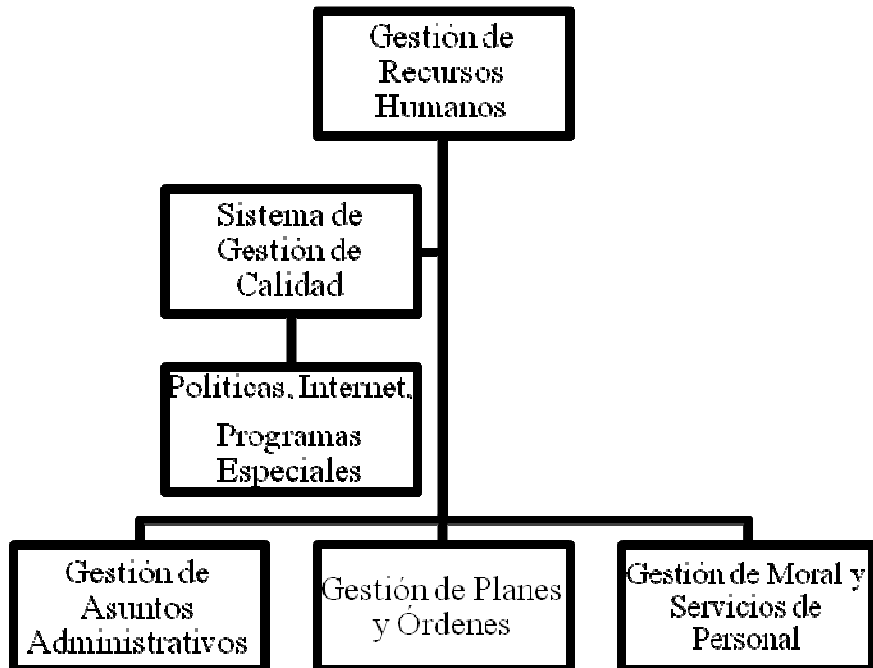 Gestión de
Recursos
Humanos
Sistema de
Gestión de
Calidad
Políticas, Internet,
Programas
Especiales
Gestión de
Asuntos
Administrativos
Gestión de Planes
y Órdenes
Gestión de Moral y
Servicios de
Personal